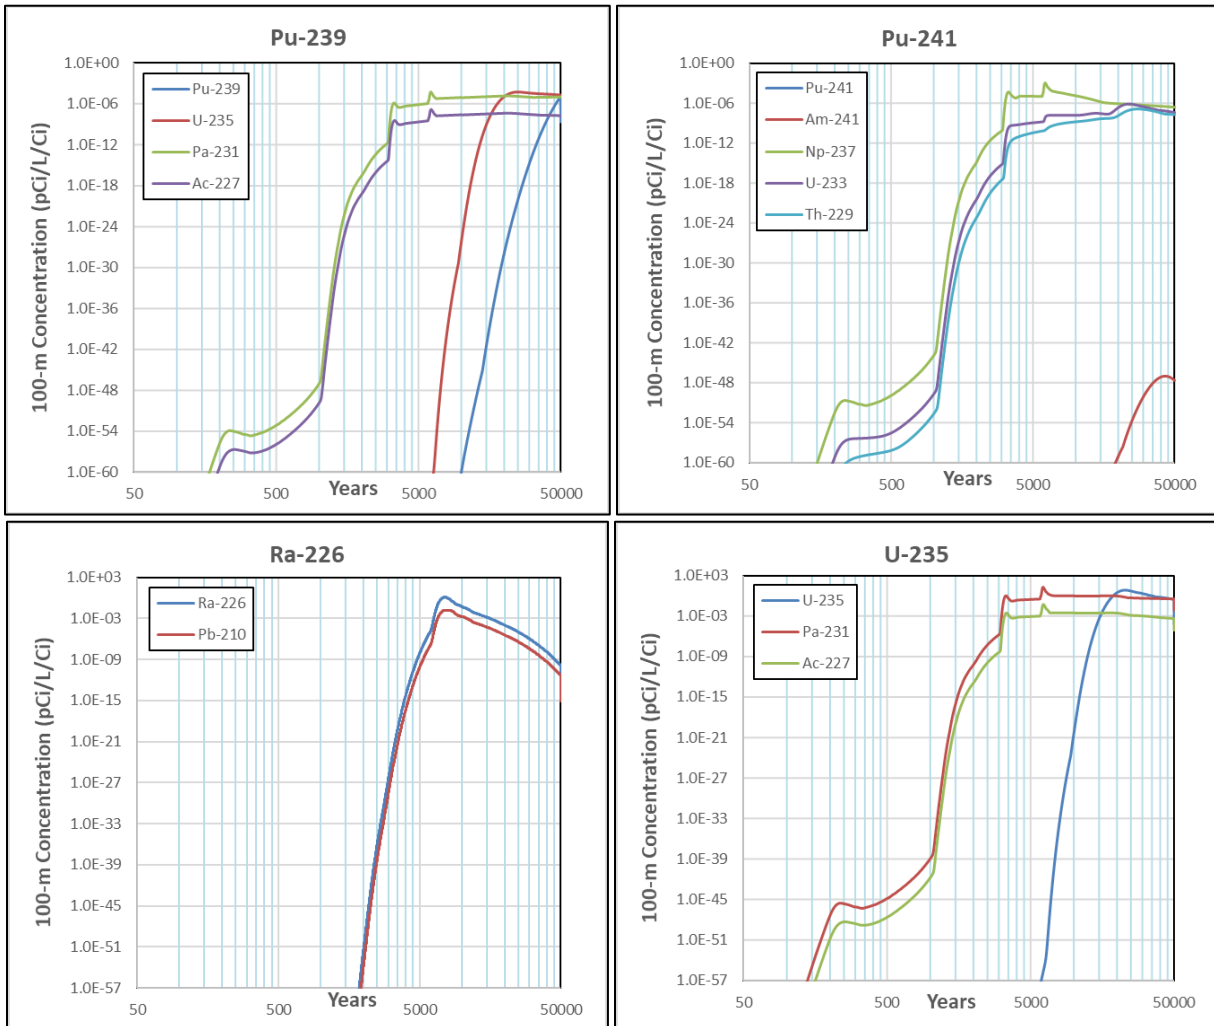 Pu-239
100-m Concentration (pCi/L/Ci)
1.0E+00
1.0E-06
1.0E-12
1.0E-18
1.0E-24
1.0E-30
1.0E-36
1.0E-42
1.0E-48
1.0E-54
1.0E-60
Pu-239
U-235
Pa-231
Ac-227
50
500
5000
50000
Years
Pu-241
100-m Concentration (pCi/L/Ci)
1.0E+00
1.0E-06
1.0E-12
1.0E-18
1.0E-24
1.0E-30
1.0E-36
1.0E-42
1.0E-48
1.0E-54
1.0E-60
Pu-241
Am-241
Np-237
U-233
Th-229
50
500
5000
50000
Years
Ra-226
100-m Concentration (pCi/L/Ci)
1.0E+03
1.0E-03
1.0E-09
1.0E-15
1.0E-21
1.0E-27
1.0E-33
1.0E-39
1.0E-45
1.0E-51
1.0E-57
Ra-226
Pb-210
50
500
5000
50000
Years
U-235
100-m Concentration (pCi/L/Ci)
1.0E+03
1.0E-03
1.0E-09
1.0E-15
1.0E-21
1.0E-27
1.0E-33
1.0E-39
1.0E-45
1.0E-51
1.0E-57
U-235
Pa-231
Ac-227
50
500
5000
50000
Years